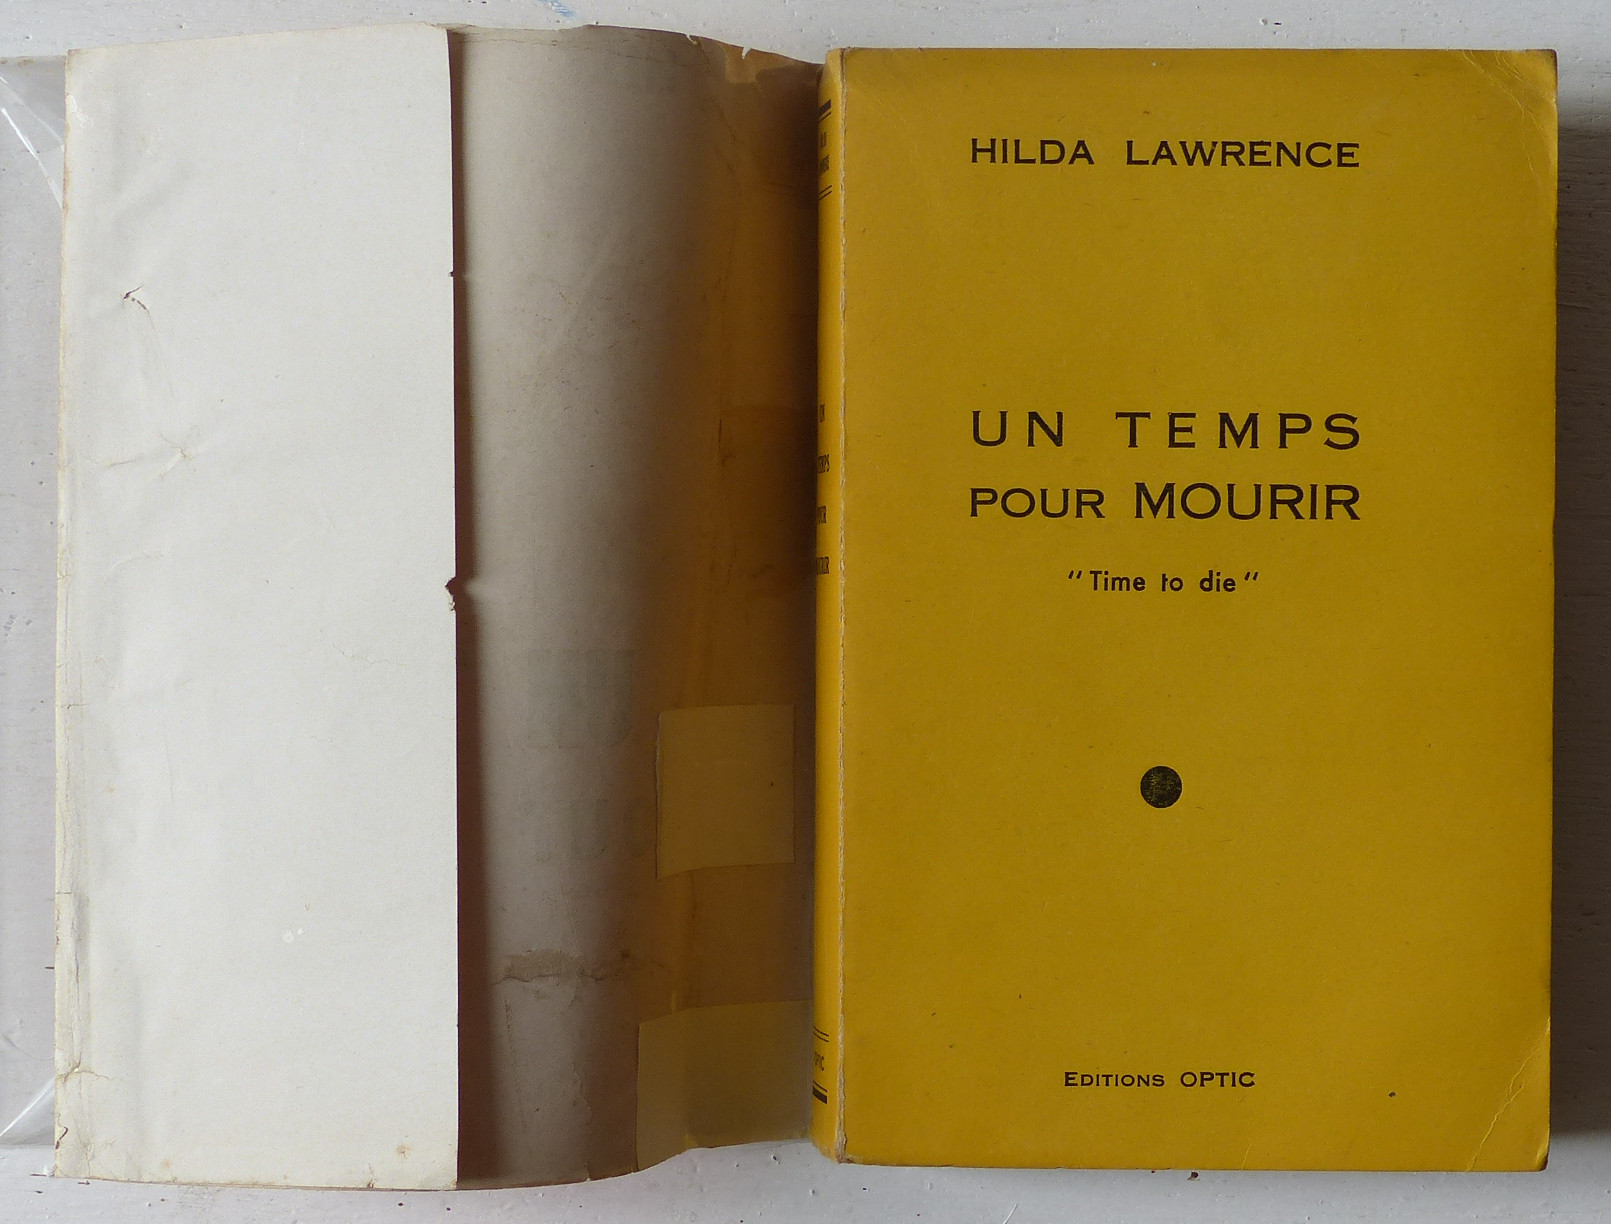 HILDA LAWRENCE
UN TEMPS
POUR MOURIR
"Time to die"
EDITIONS OPTIC